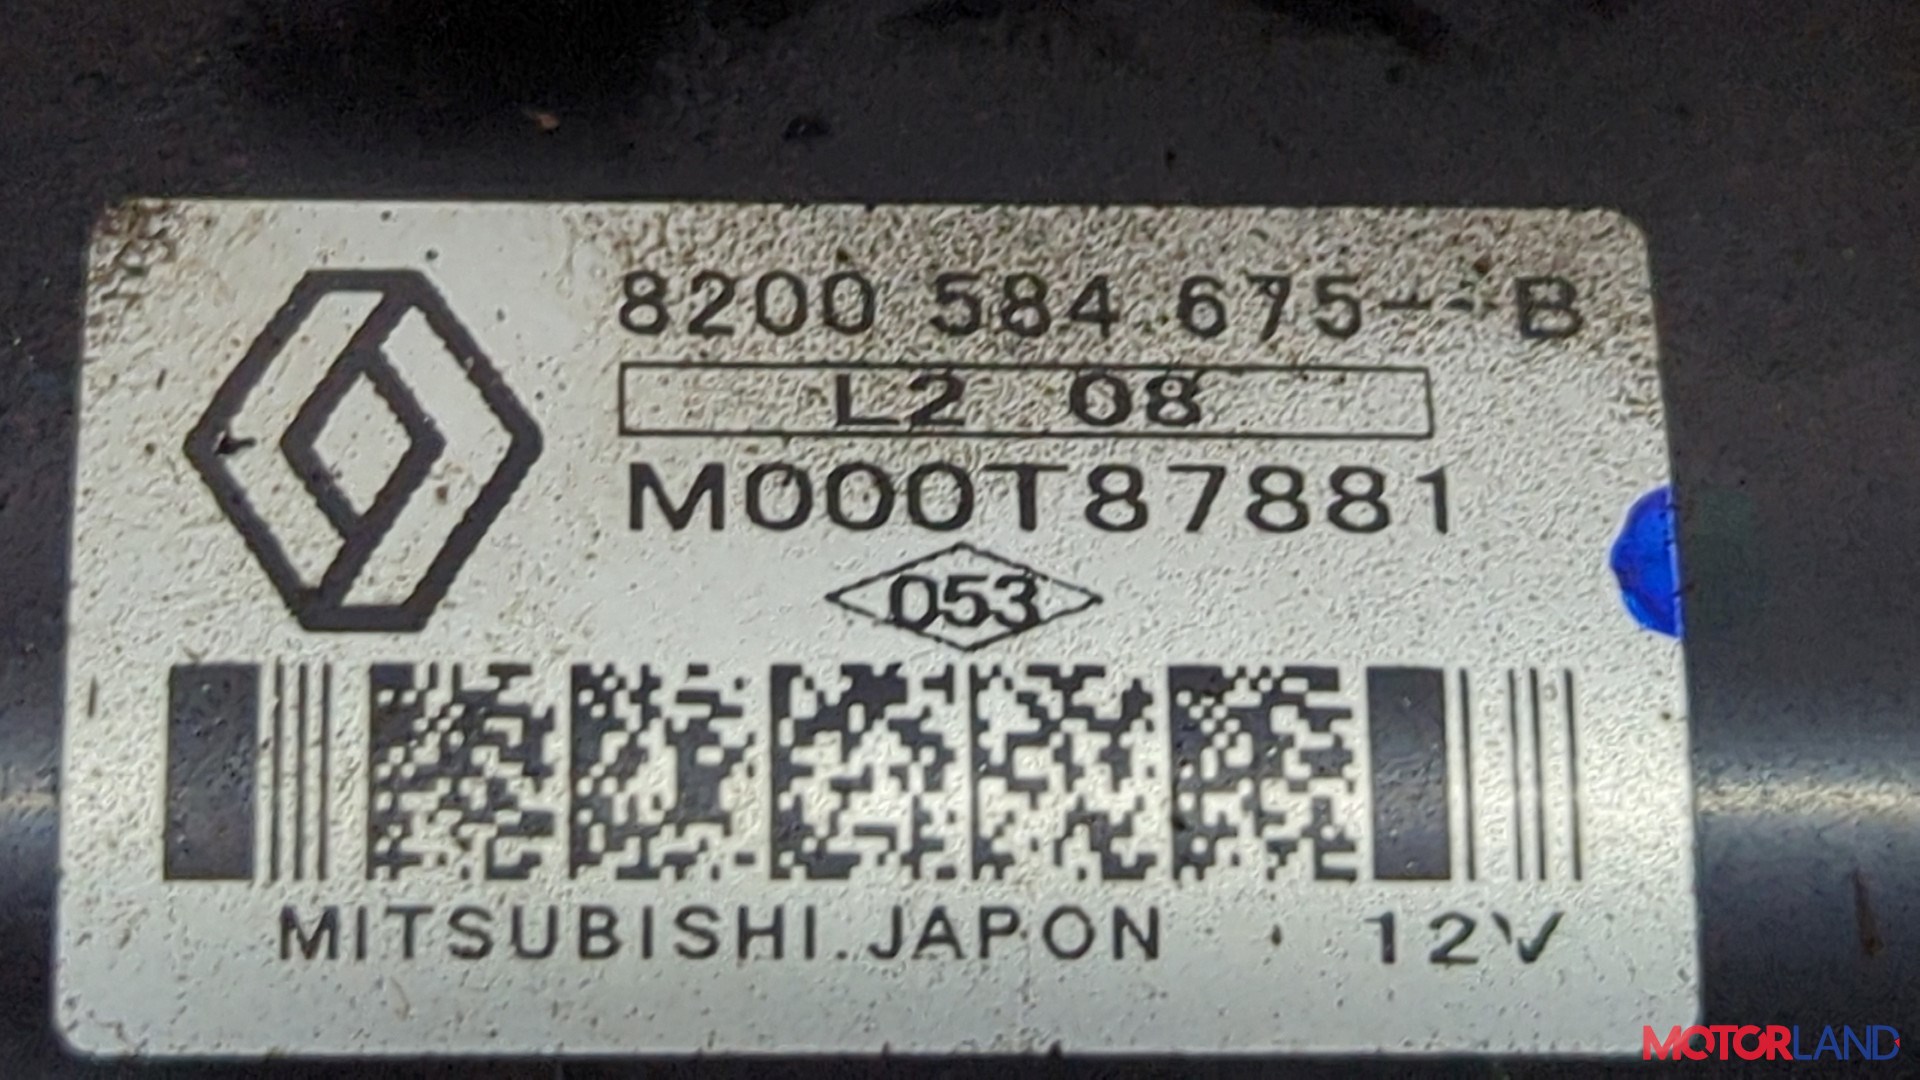 8200 584 675--B
L2 08
M000T87881
053
MITSUBISHI.JAPON 12V
MOTORLAND